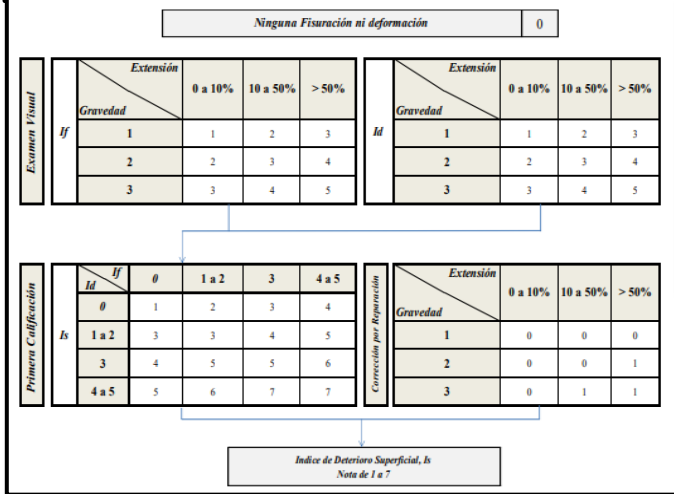 Ninguna Fisuración ni deformación 0
Examen Visual
If
Extensión
Gravedad
0 a 10% 10 a 50% > 50%
1 1 2 3
2 2 3 4
3 3 4 5
Id
Extensión
Gravedad
0 a 10% 10 a 50% > 50%
1 1 2 3
2 2 3 4
3 3 4 5
Primera Calificación
Is
If
Id
0 1 a 2 3 4 a 5
0 1 2 3 4
1 a 2 3 3 4 5
3 4 5 5 6
4 a 5 5 6 7 7
Corrección por Reparación
Extensión
Gravedad
0 a 10% 10 a 50% > 50%
1 0 0 0
2 0 0 1
3 0 1 1
Indice de Deterioro Superficial, Is
Nota de 1 a 7